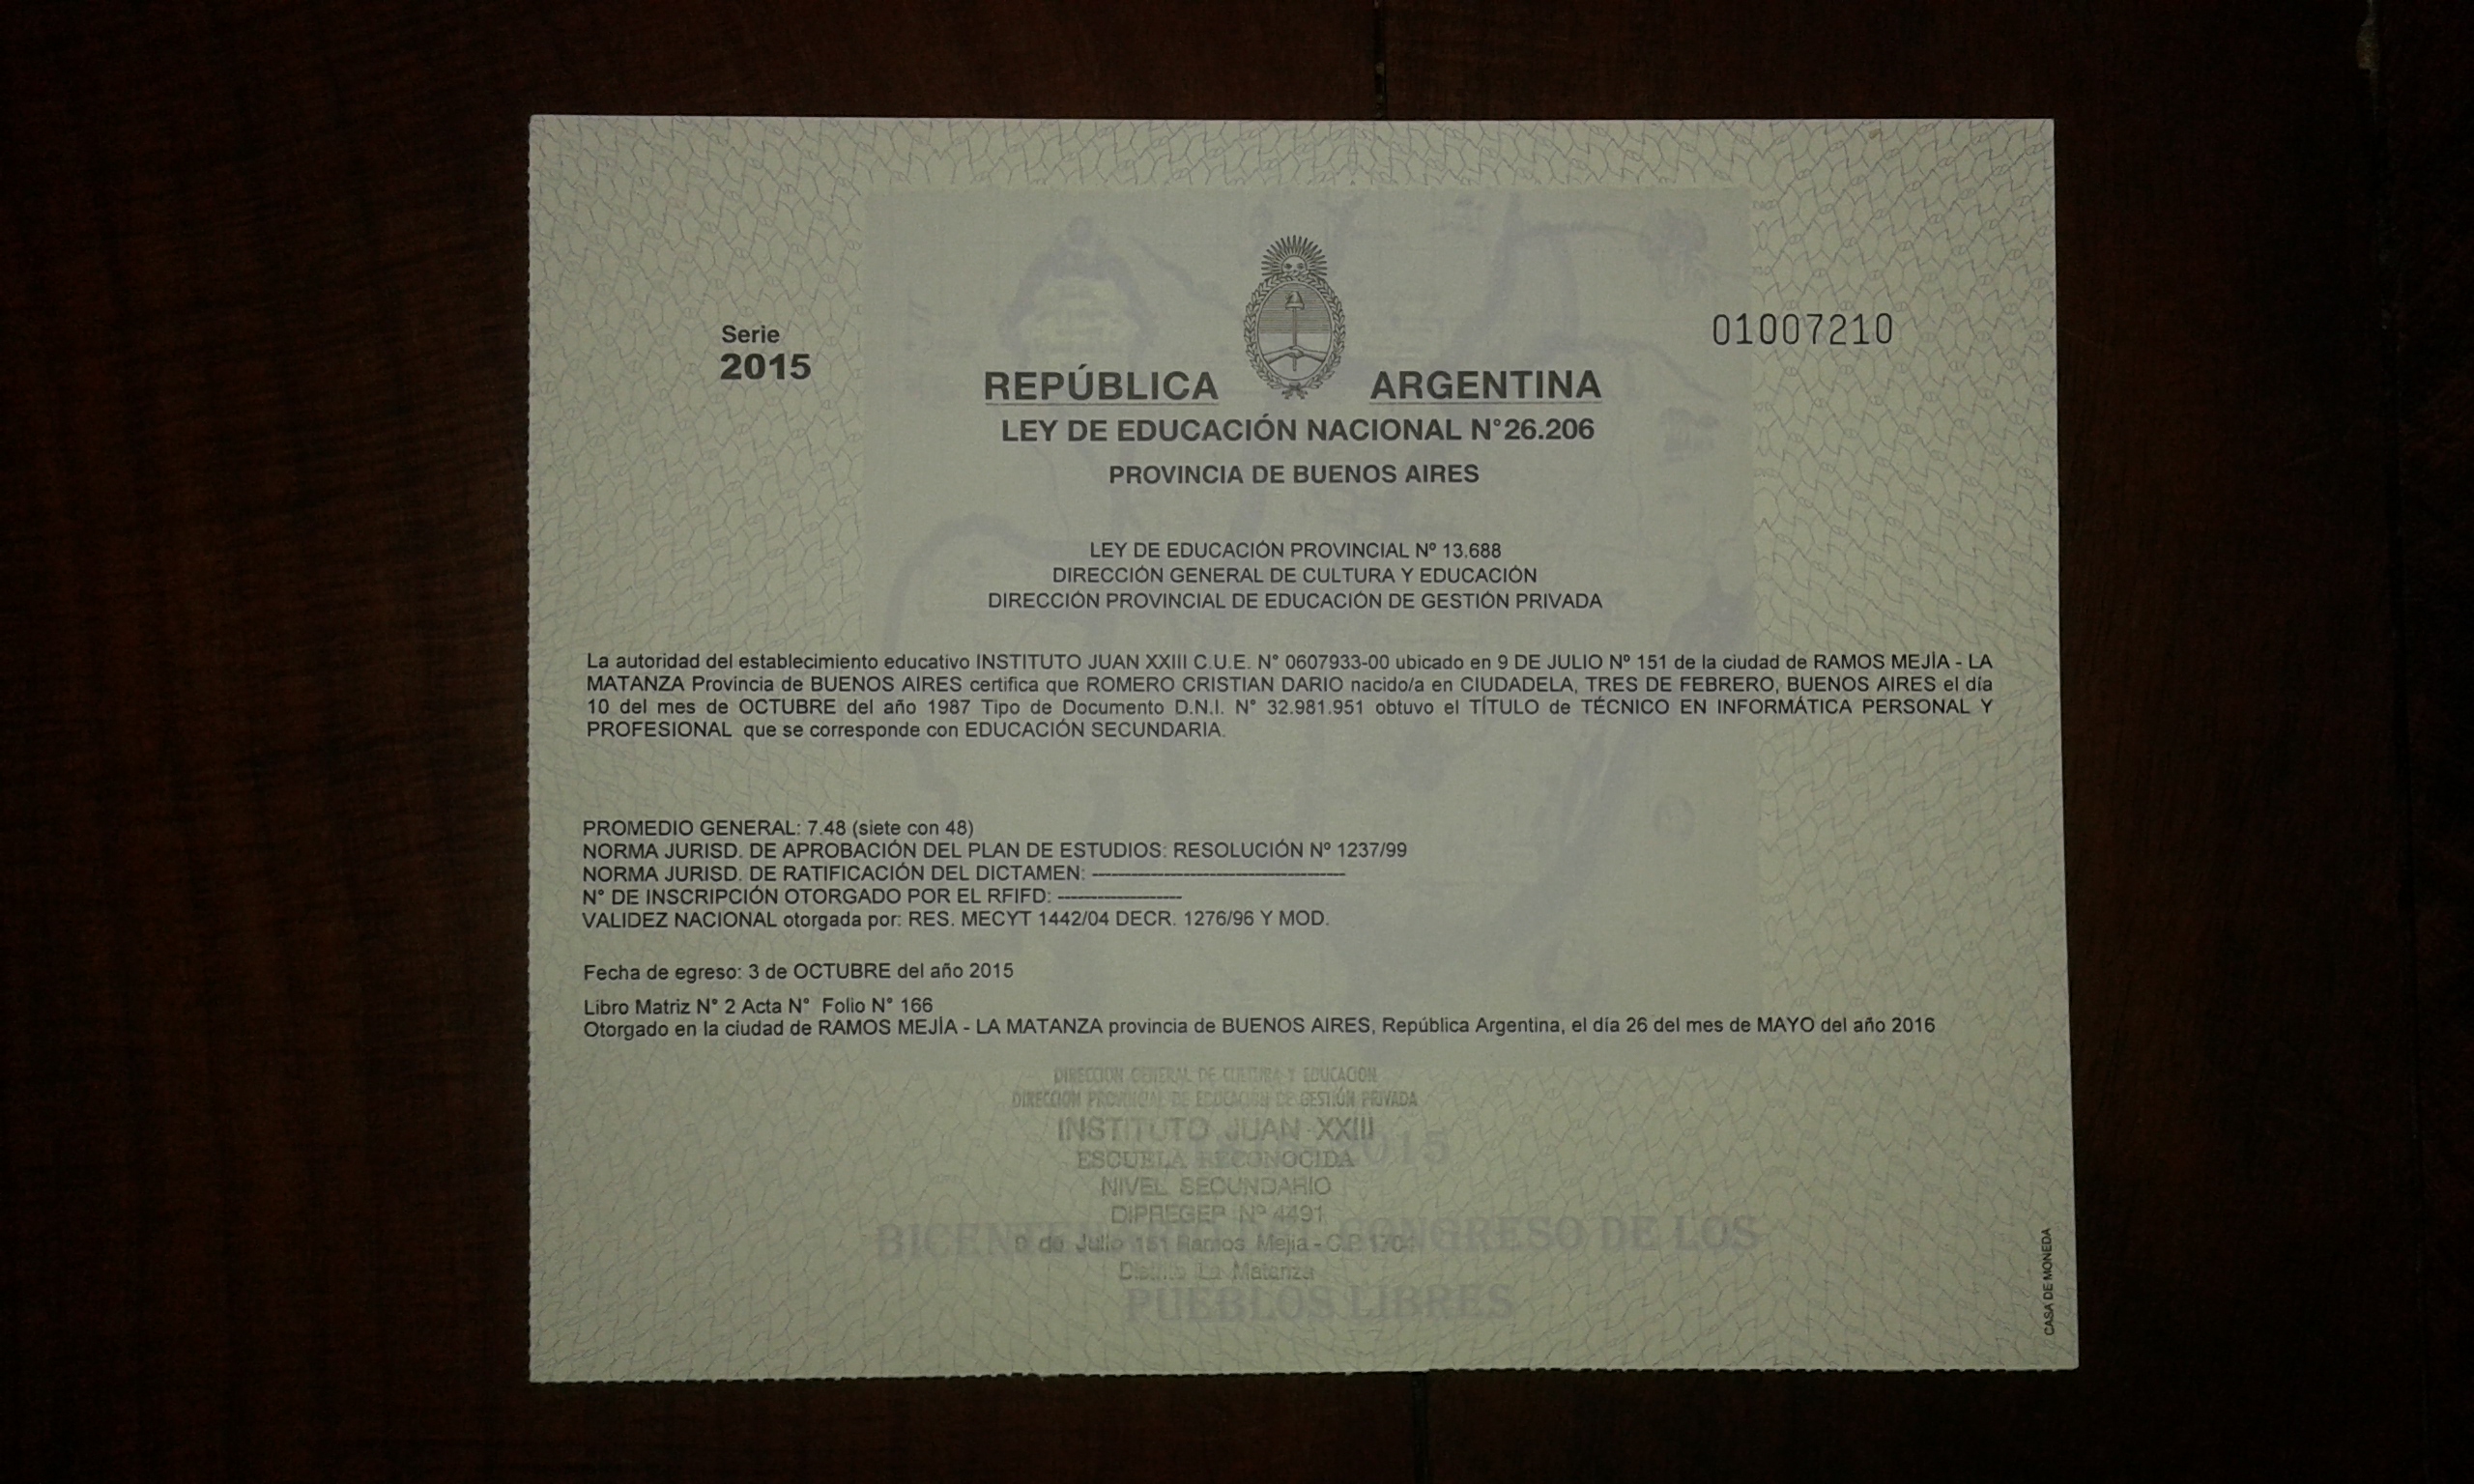 Serie
2015
01007210
REPÚBLICA ARGENTINA
LEY DE EDUCACIÓN NACIONAL N°26.206
PROVINCIA DE BUENOS AIRES
LEY DE EDUCACIÓN PROVINCIAL Nº 13.688
DIRECCIÓN GENERAL DE CULTURA Y EDUCACIÓN
DIRECCIÓN PROVINCIAL DE EDUCACIÓN DE GESTIÓN PRIVADA
La autoridad del establecimiento educativo INSTITUTO JUAN XXIII C.U.E. N° 0607933-00 ubicado en 9 DE JULIO Nº 151 de la ciudad de RAMOS MEJÍA - LA
MATANZA Provincia de BUENOS AIRES certifica que ROMERO CRISTIAN DARIO nacido/a en CIUDADELA, TRES DE FEBRERO, BUENOS AIRES el día
10 del mes de OCTUBRE del año 1987 Tipo de Documento D.N.I. N° 32.981.951 obtuvo el TÍTULO de TÉCNICO EN INFORMÁTICA PERSONAL Y
PROFESIONAL que se corresponde con EDUCACIÓN SECUNDARIA.
PROMEDIO GENERAL: 7.48 (siete con 48)
NORMA JURISD. DE APROBACIÓN DEL PLAN DE ESTUDIOS: RESOLUCIÓN Nº 1237/99
NORMA JURISD. DE RATIFICACIÓN DEL DICTAMEN: ------------------------------------
N° DE INSCRIPCIÓN OTORGADO POR EL RFIFD: ------------------
VALIDEZ NACIONAL otorgada por: RES. MECYT 1442/04 DECR. 1276/96 Y MOD.
Fecha de egreso: 3 de OCTUBRE del año 2015
Libro Matriz N° 2 Acta N° Folio N° 166
Otorgado en la ciudad de RAMOS MEJÍA - LA MATANZA provincia de BUENOS AIRES, República Argentina, el día 26 del mes de MAYO del año 2016
DIRECCION GENERAL DE CULTURA Y EDUCACION
DIRECCION PROVINCIAL DE EDUCACIÓN DE GESTIÓN PRIVADA
INSTITUTO JUAN XXIII
ESCUELA RECONOCIDA
NIVEL SECUNDARIO
DIPREGEP Nº 4491
9 de Julio 151 Ramos Mejia - C.P. 1704
Distrito La Matanza
CONGRESO DE LOS
PUEBLOS LIBRES
CASA DE MONEDA